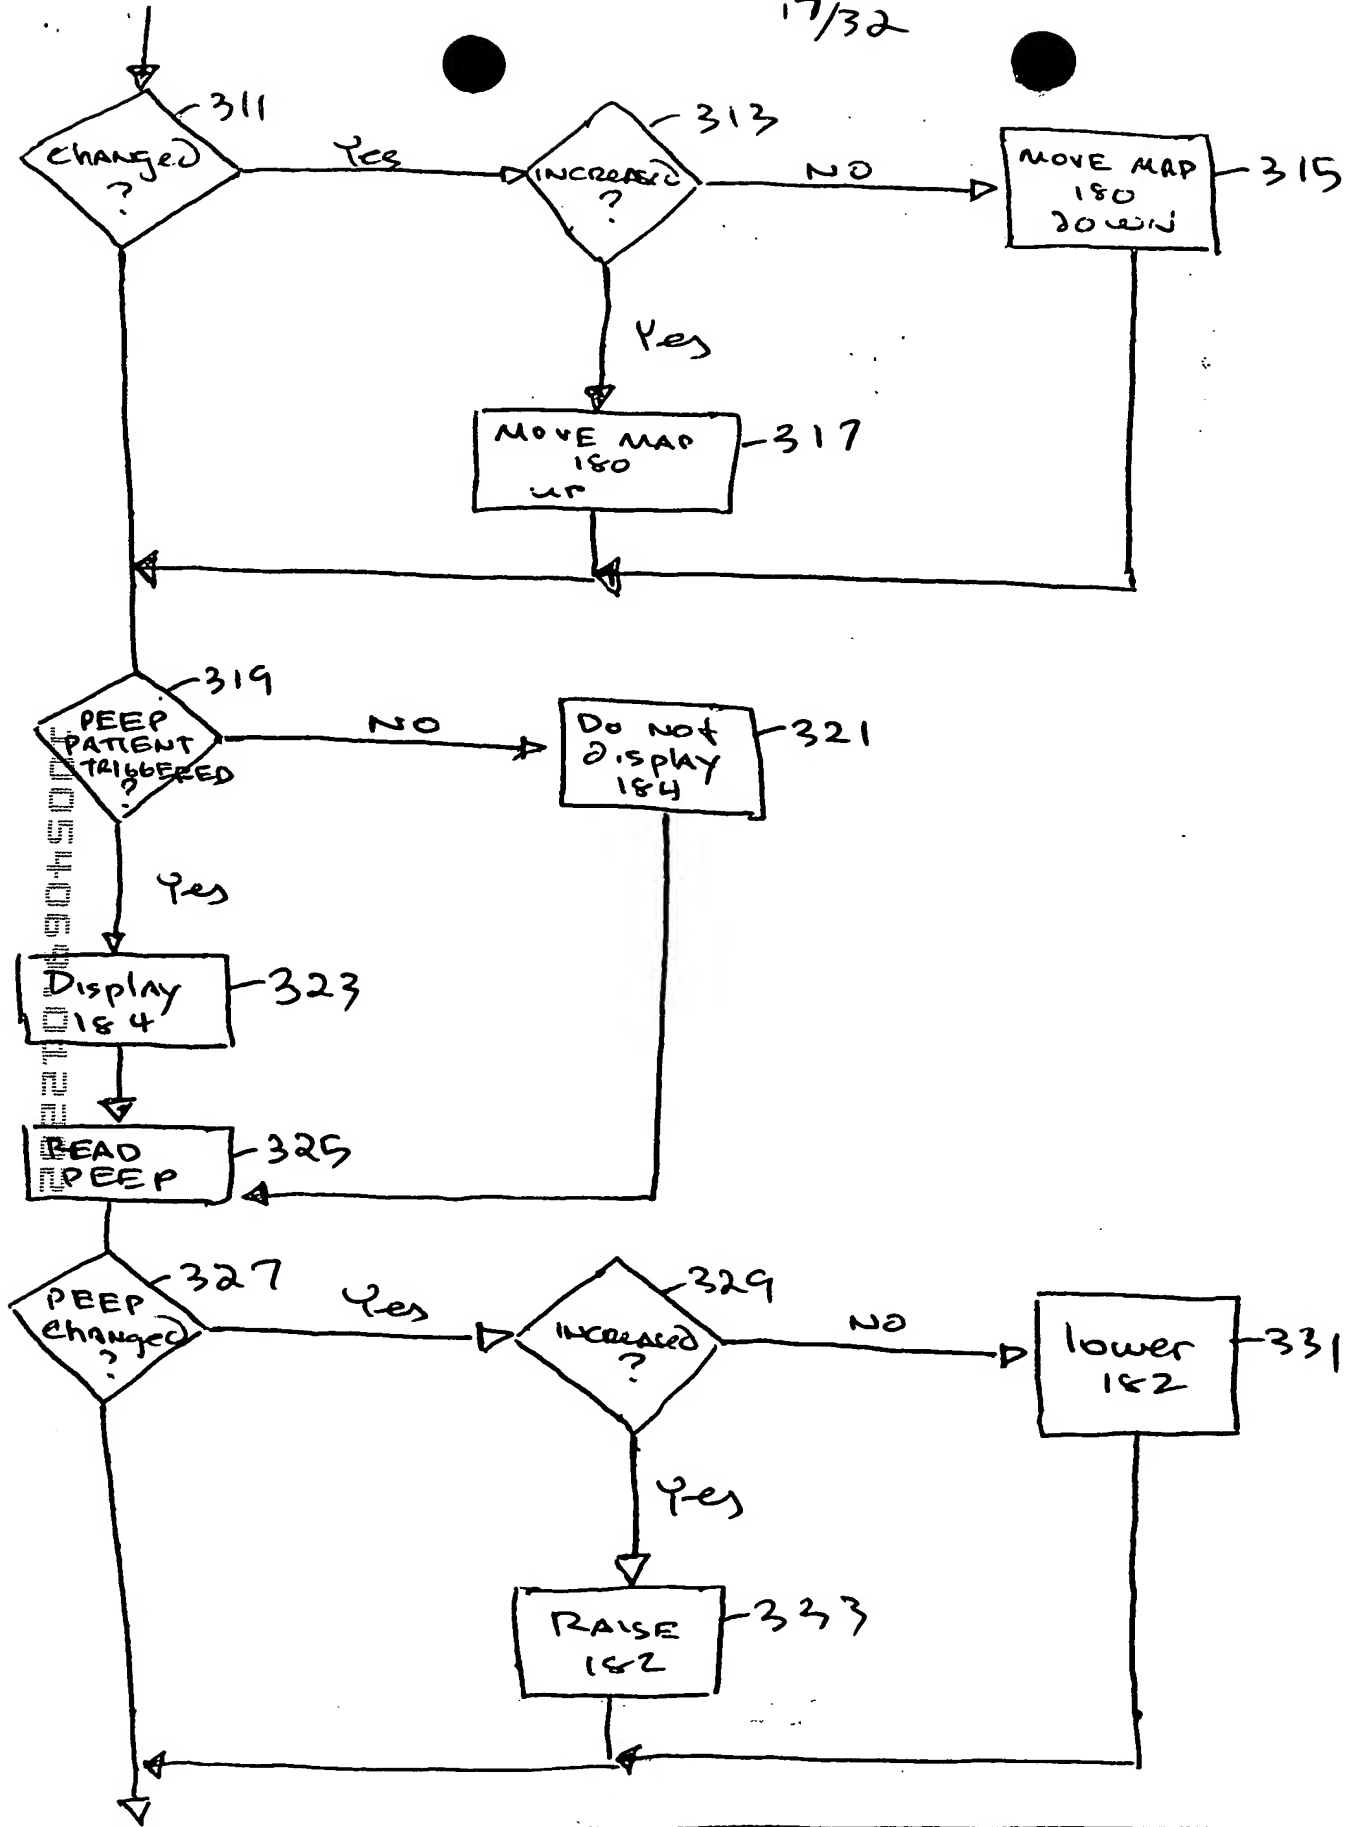 17/32
311
CHANGED
?
Yes
313
INCREASED
?
NO
MOVE MAP
180
DOWN
315
Yes
MOVE MAP
180
UP
317
319
PEEP
PATIENT
TRIGGERED
?
NO
Do Not
Display
184
321
Yes
Display
184
323
READ
PEEP
325
327
PEEP
CHANGED
?
Yes
329
INCREASED
?
NO
lower
182
331
Yes
RAISE
182
333